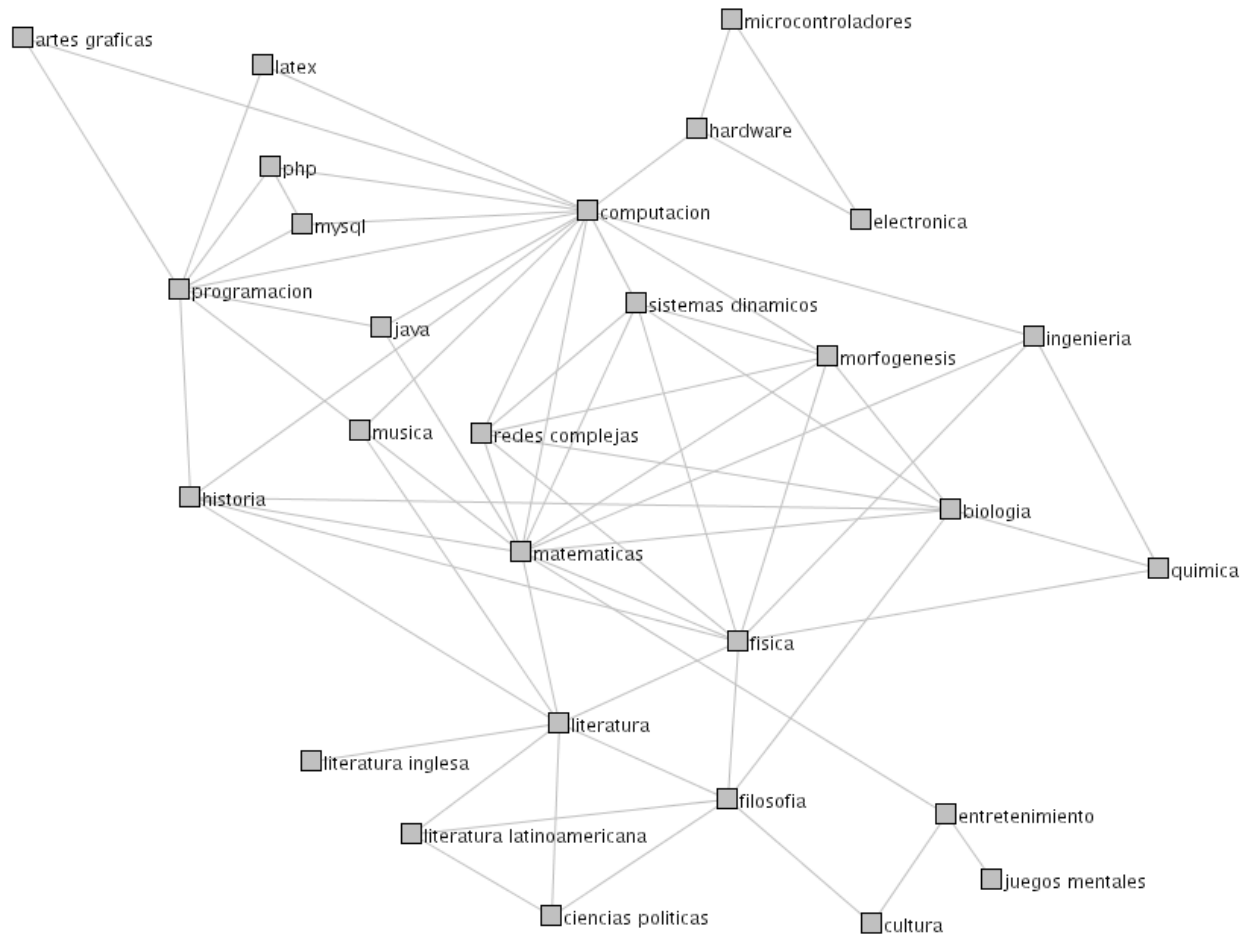 microcontroladores
artes graficas
latex
hardware
php
computacion
electronica
mysql
programacion
sistemas dinamicos
java
ingenieria
morfogenesis
musica
redes complejas
historia
biologia
matematicas
quimica
fisica
literatura
literatura inglesa
filosofia
entretenimiento
literatura latinoamericana
juegos mentales
ciencias politicas
cultura